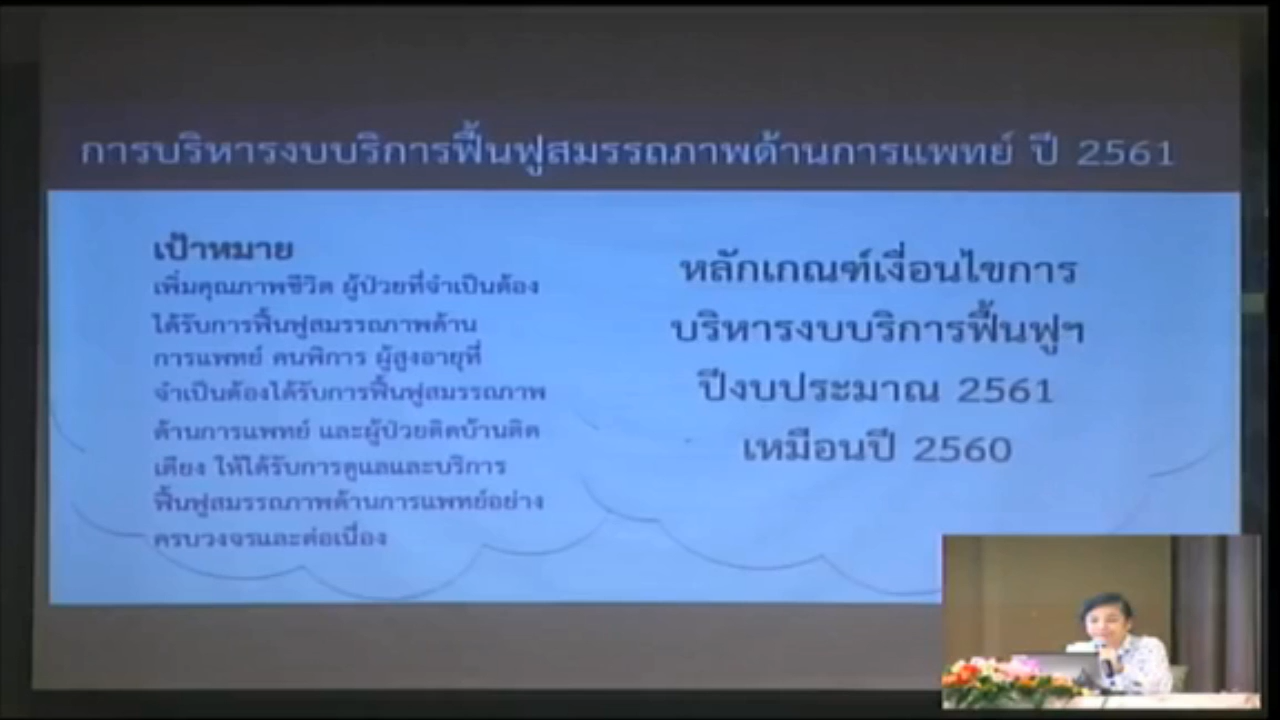 การบริหารงบบริการฟื้นฟูสมรรถภาพด้านการแพทย์ ปี 2561
เป้าหมาย
เพิ่มคุณภาพชีวิต ผู้ป่วยที่จำเป็นต้อง
ได้รับการฟื้นฟูสมรรถภาพด้าน
การแพทย์ คนพิการ ผู้สูงอายุที่
จำเป็นต้องได้รับการฟื้นฟูสมรรถภาพ
ด้านการแพทย์ และผู้ป่วยติดบ้านติด
เตียง ให้ได้รับการดูแลและบริการ
ฟื้นฟูสมรรถภาพด้านการแพทย์อย่าง
ครบวงจรและต่อเนื่อง
หลักเกณฑ์เงื่อนไขการ
บริหารงบบริการฟื้นฟูฯ
ปีงบประมาณ 2561
เหมือนปี 2560